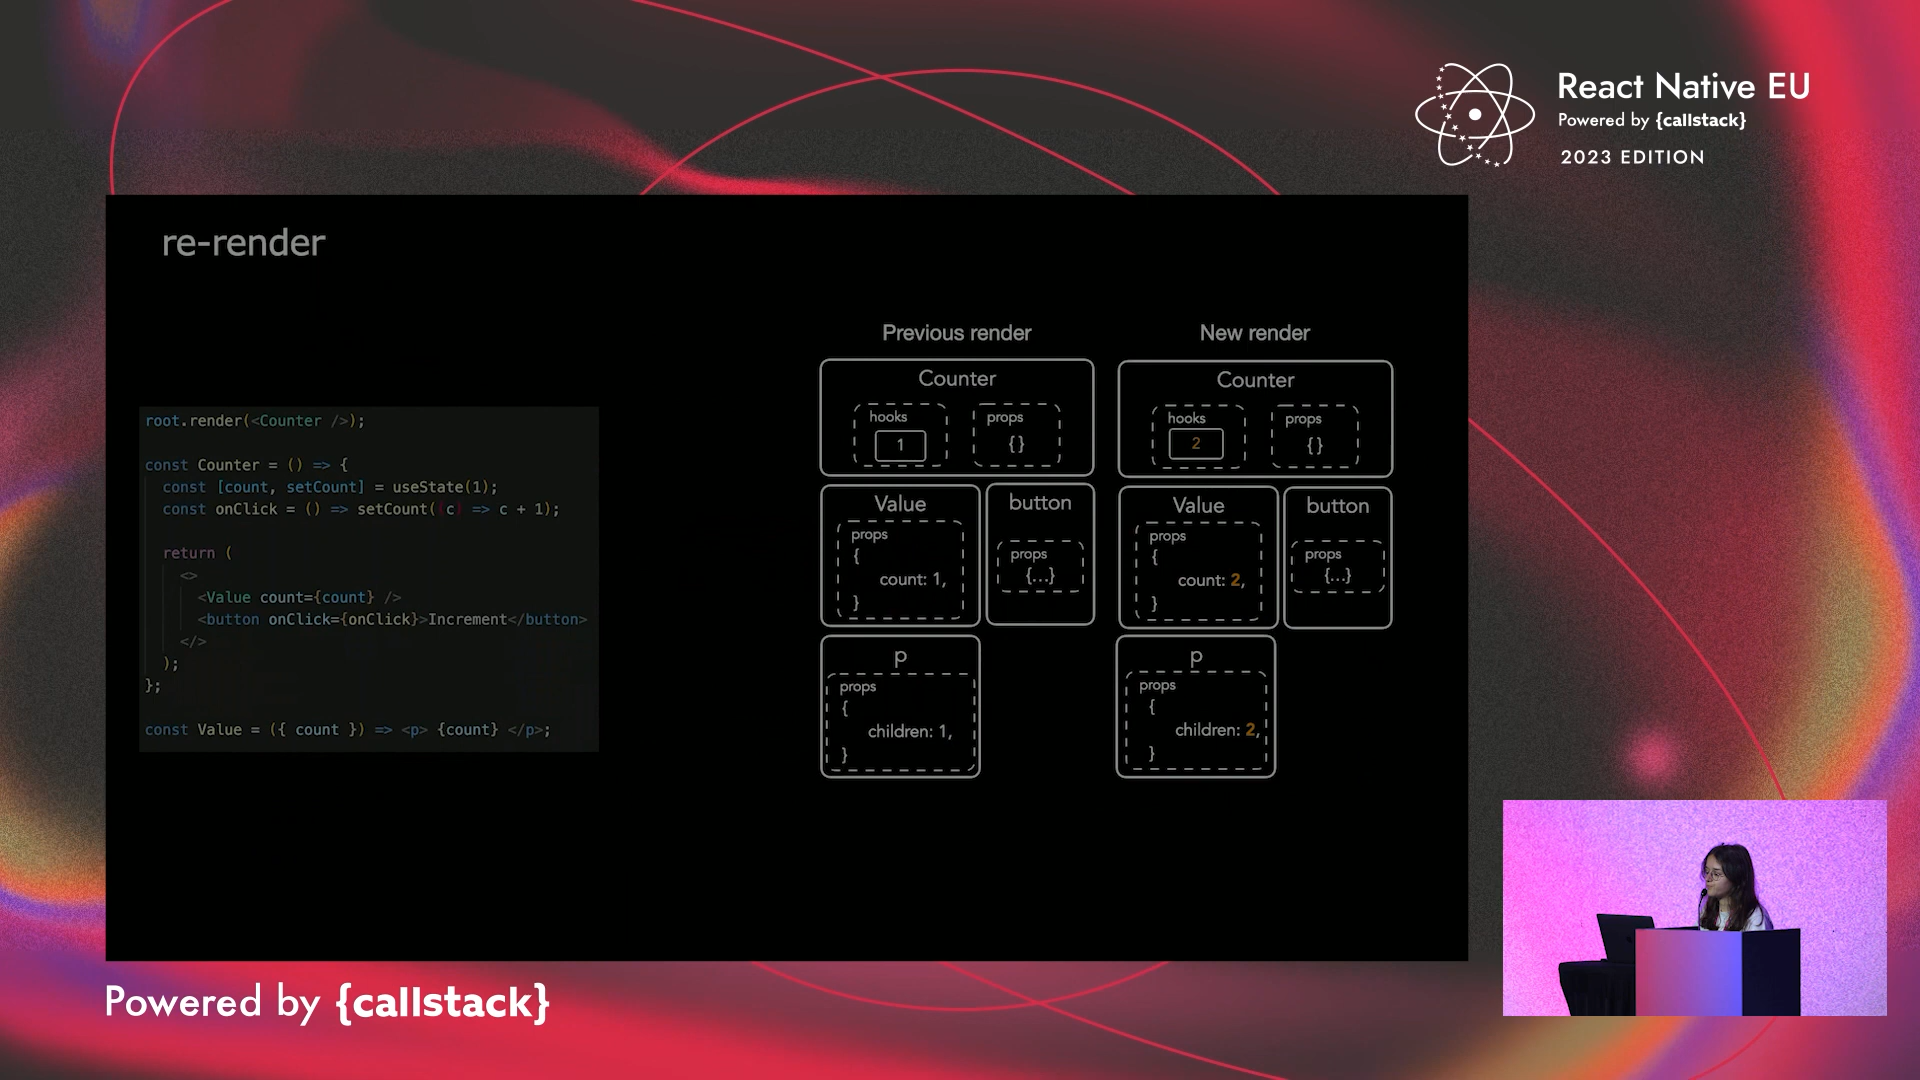 React Native EU
Powered by {callstack}
2023 EDITION
re-render
root.render(<Counter />);
const Counter = () => {
const [count, setCount] = useState(1);
const onClick = () => setCount((c) => c + 1);
return (
<>
<Value count={count} />
<button onClick={onClick}>Increment</button>
</>
);
};
const Value = ({ count }) => <p> {count} </p>;
Previous render
Counter
hooks
1
props
{}
Value
props
{
count: 1,
}
button
props
{...}
p
props
{
children: 1,
}
New render
Counter
hooks
2
props
{}
Value
props
{
count: 2,
}
button
props
{...}
p
props
{
children: 2,
}
Powered by {callstack}